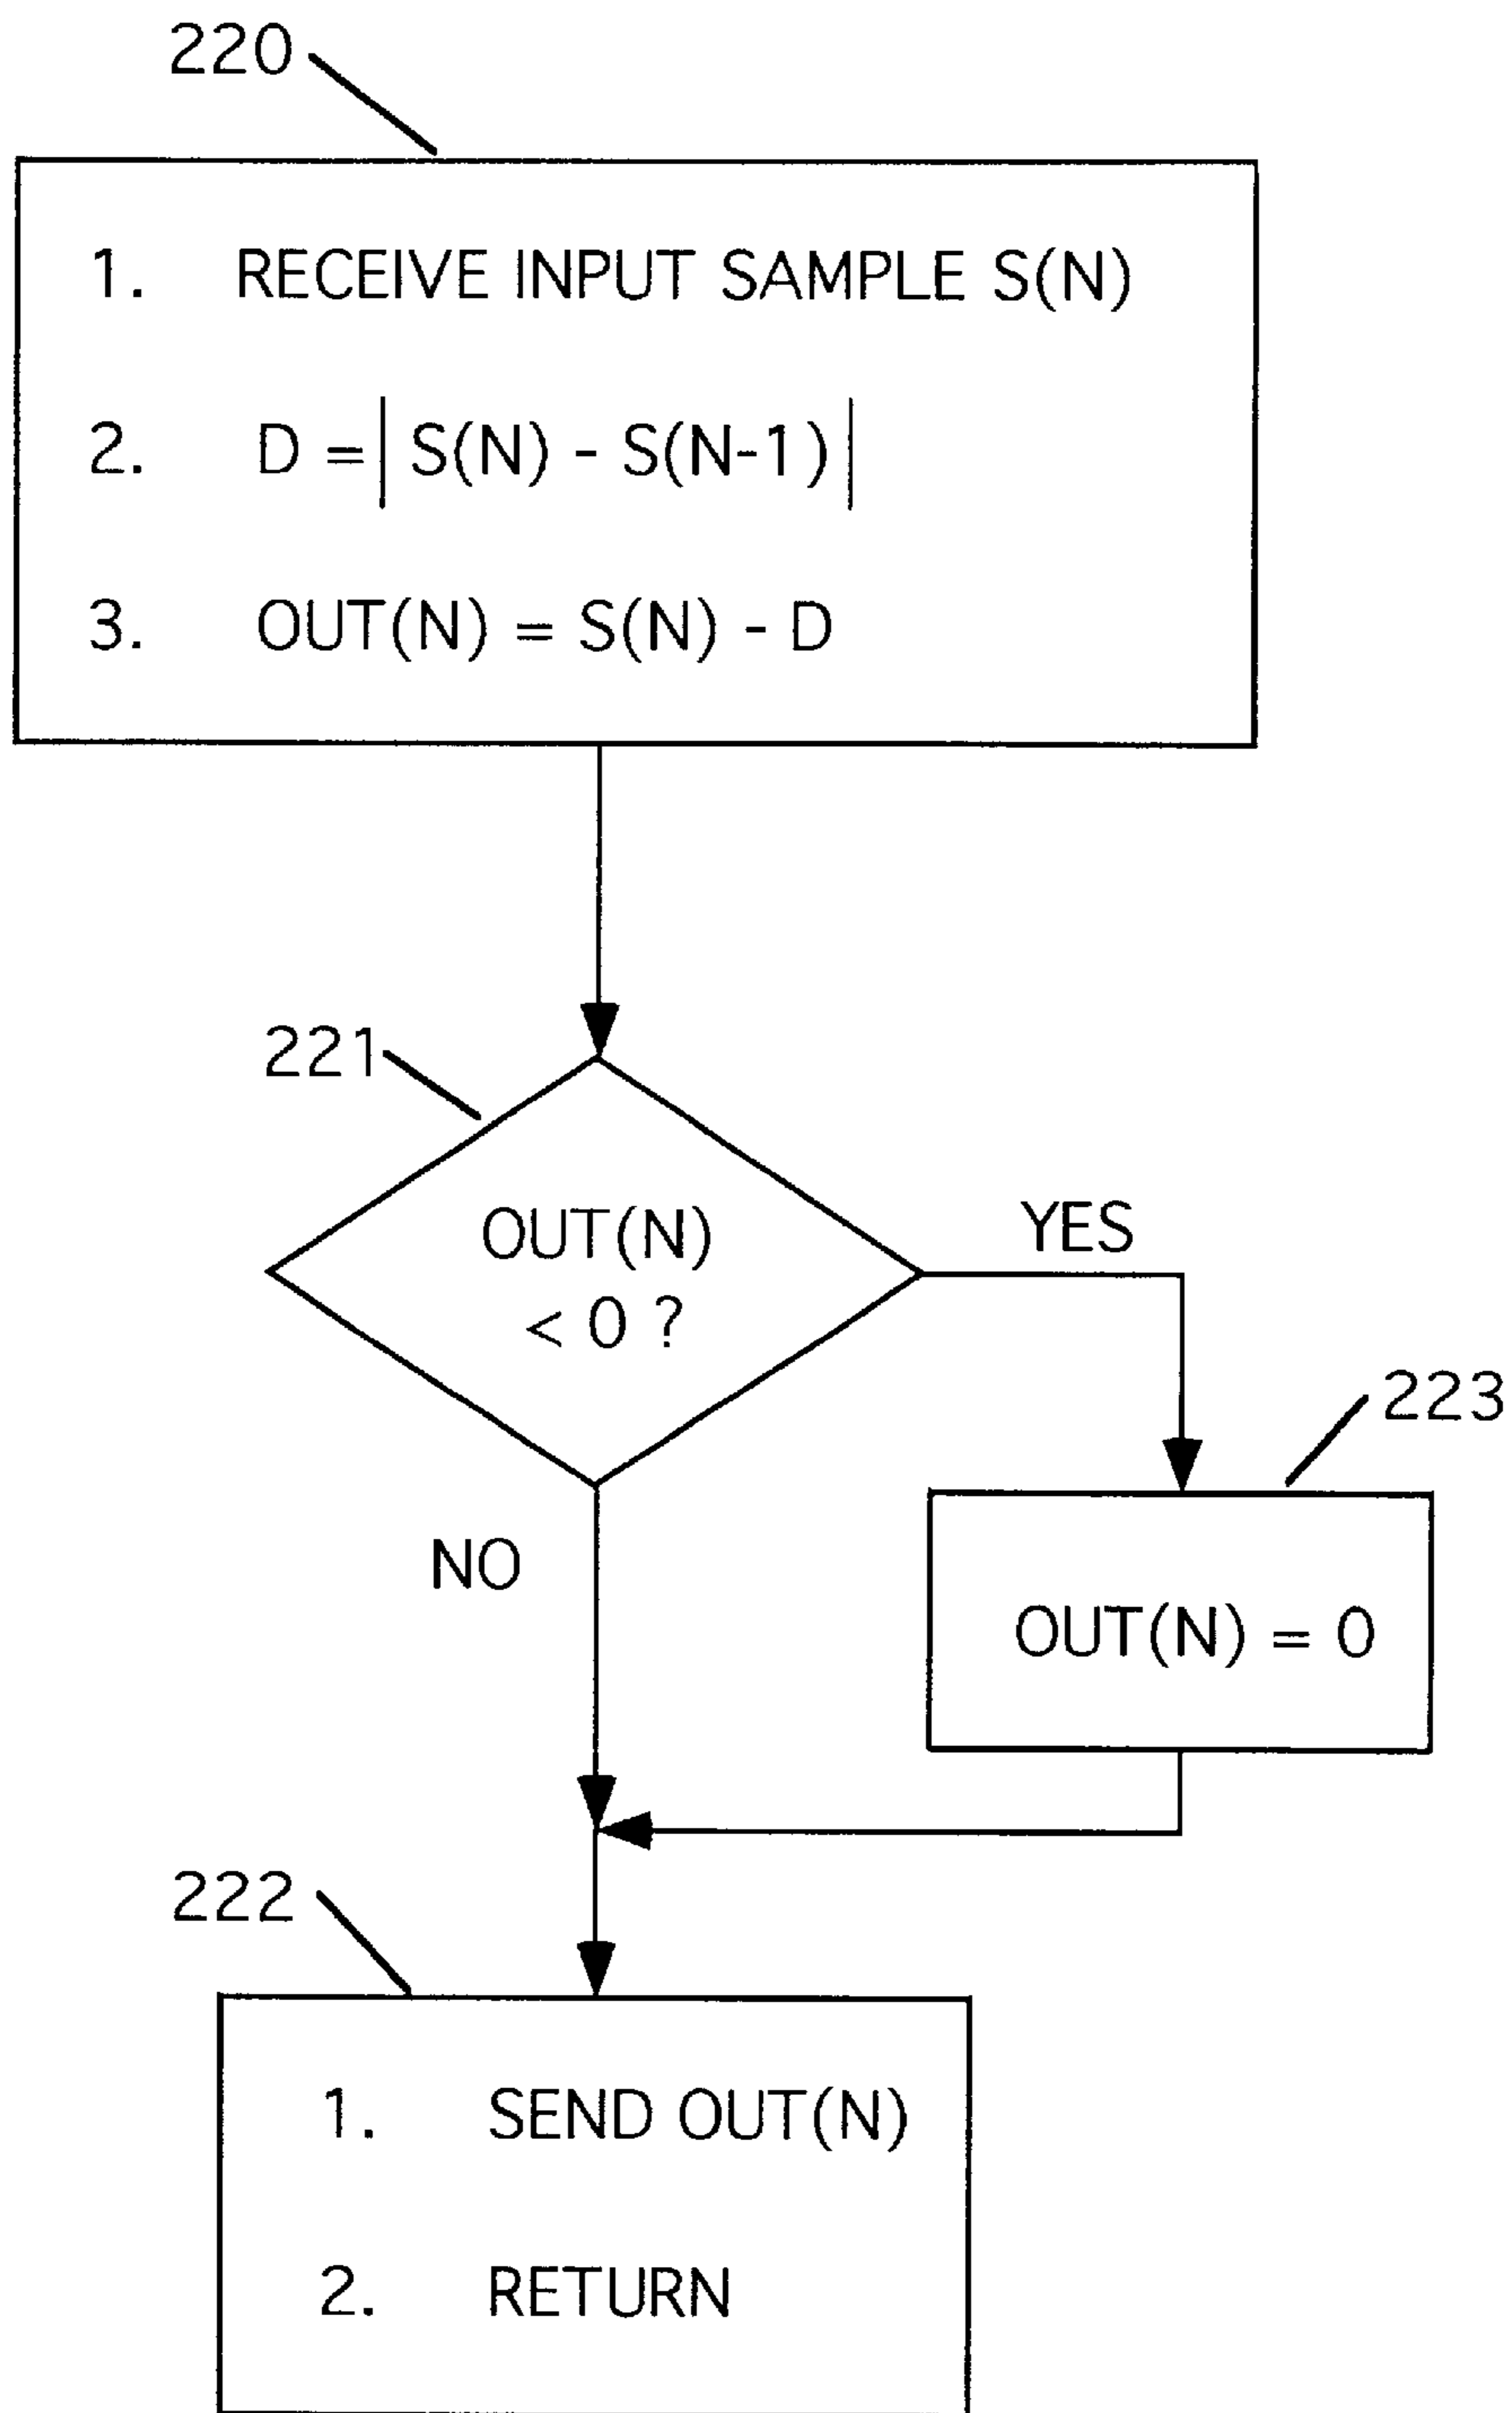 220
1. RECEIVE INPUT SAMPLE S(N)
2. D = | S(N) - S(N-1) |
3. OUT(N) = S(N) - D
221
OUT(N)
< 0 ?
YES
223
NO
OUT(N) = 0
222
1. SEND OUT(N)
2. RETURN